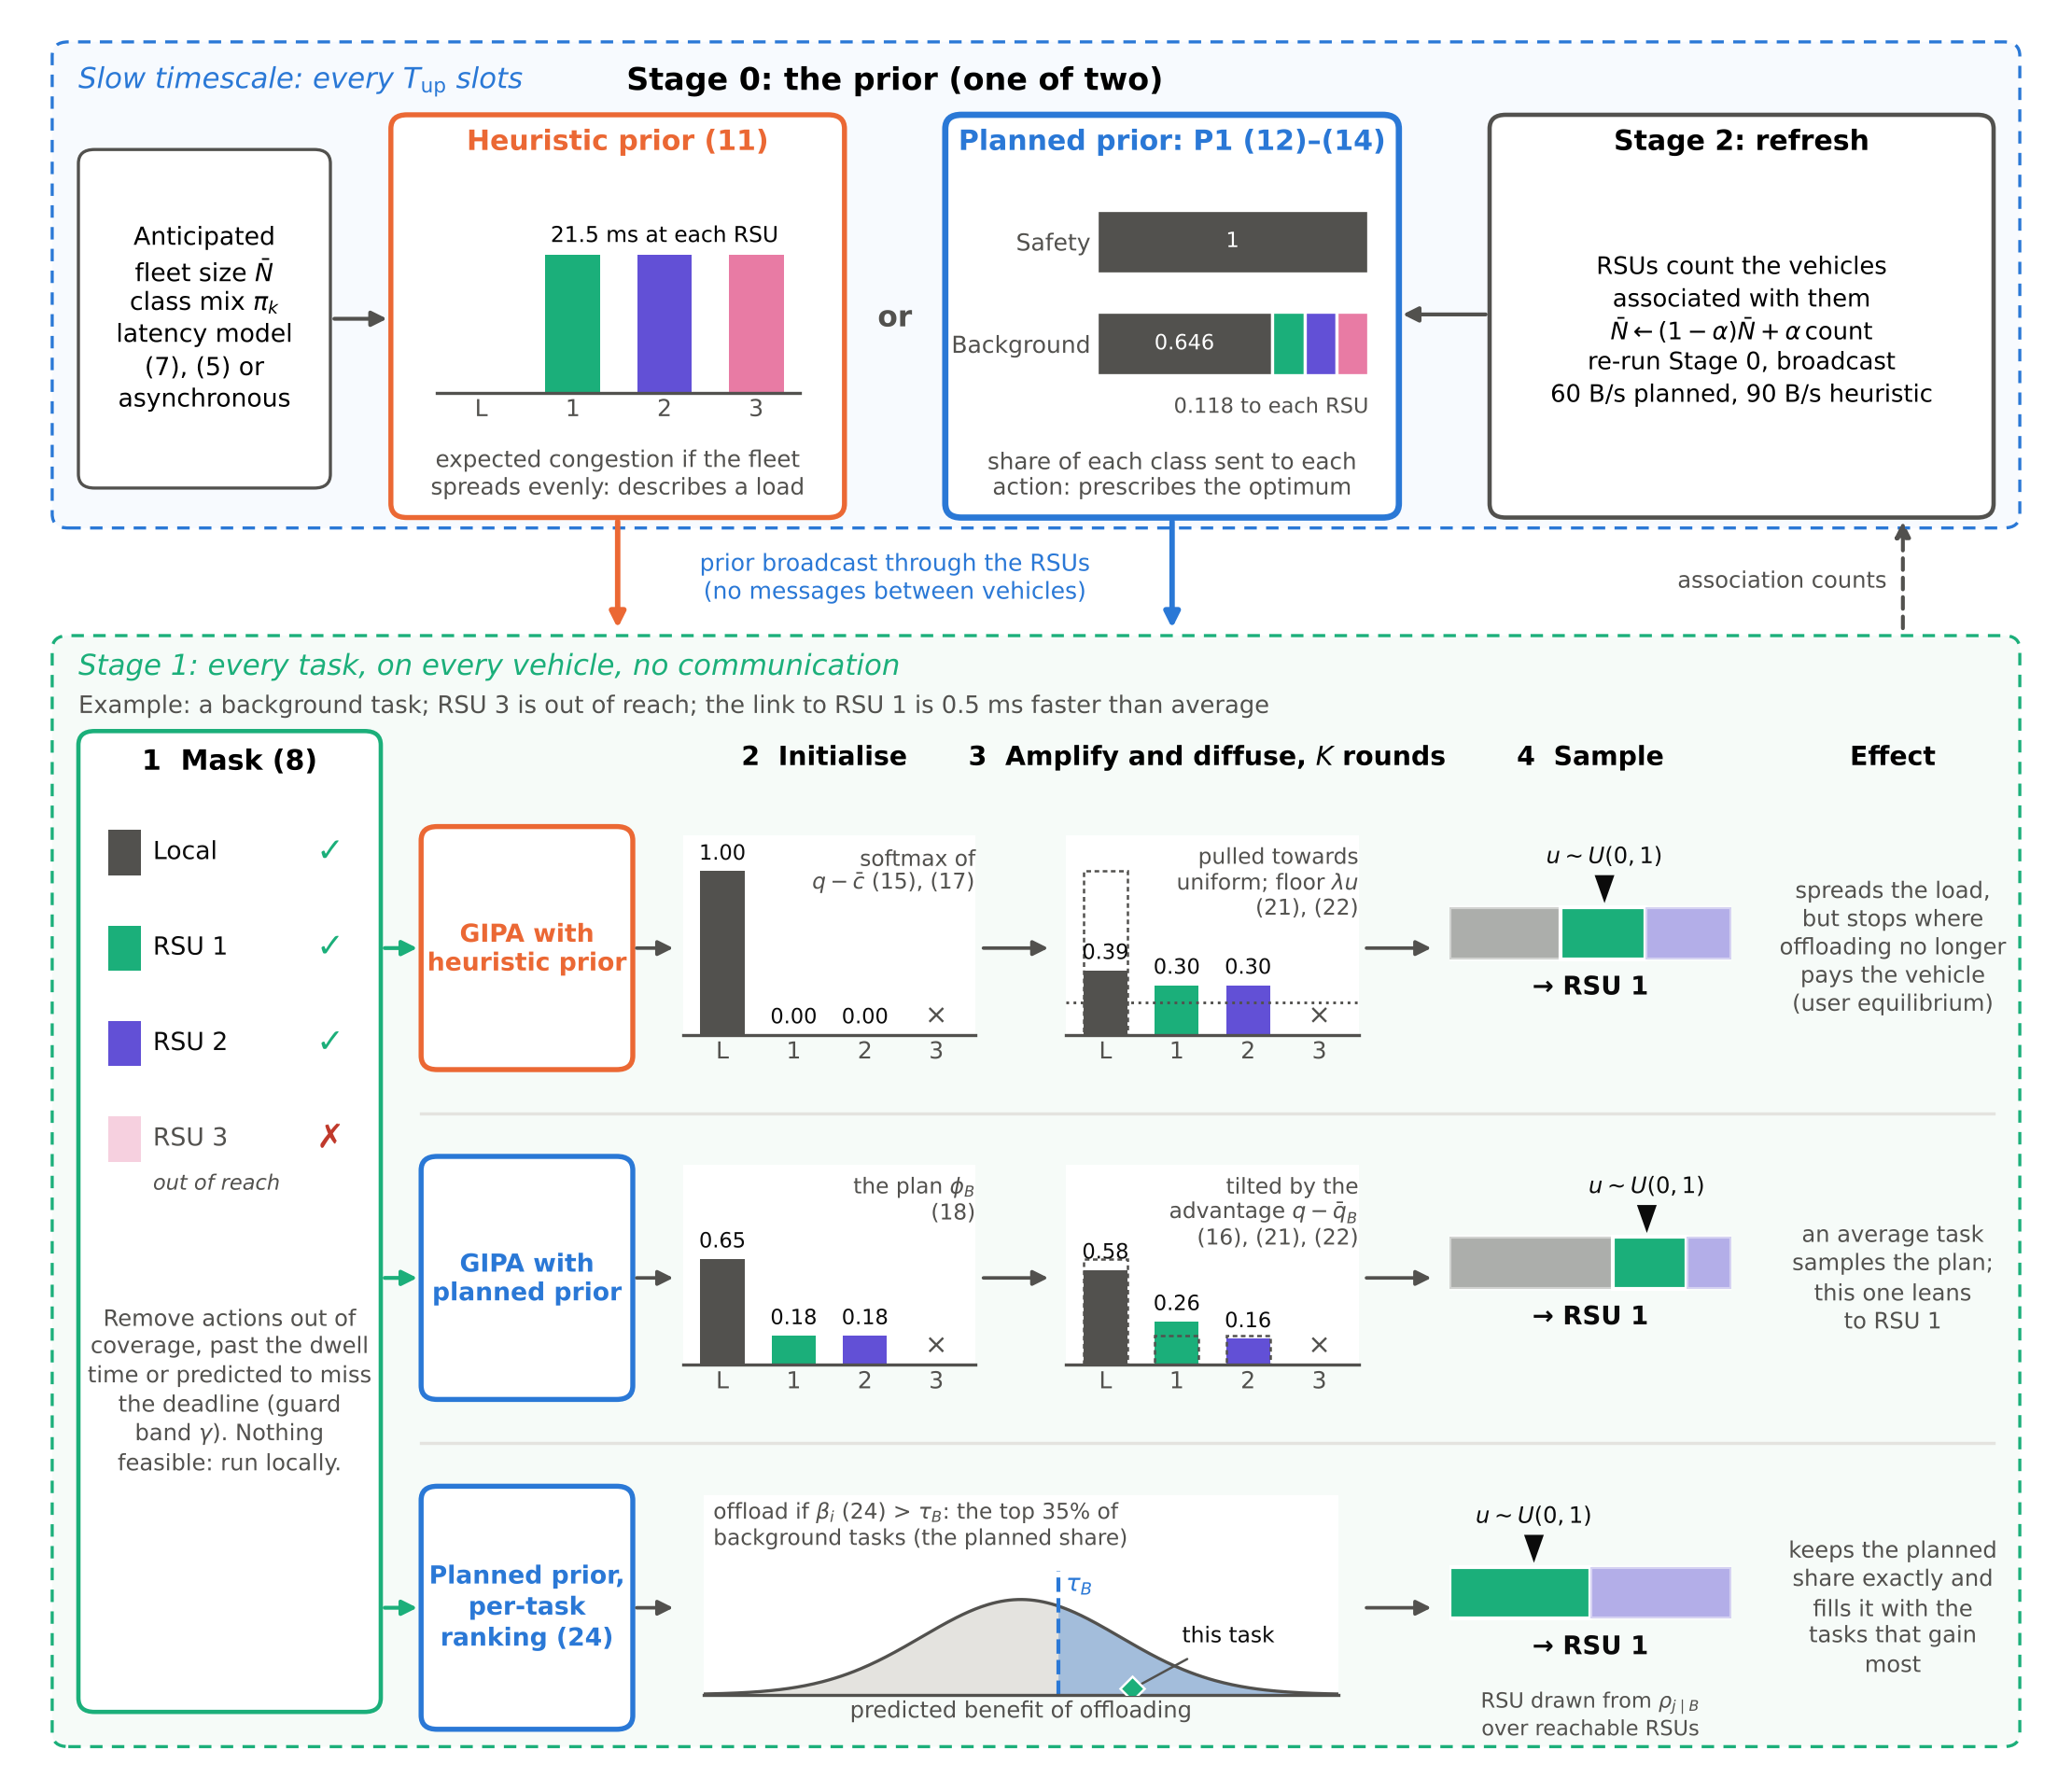 Slow timescale: every T_up slots
Stage 0: the prior (one of two)
Anticipated
fleet size N̄
class mix π_k
latency model
(7), (5) or
asynchronous
Heuristic prior (11)
21.5 ms at each RSU
L 1 2 3
expected congestion if the fleet
spreads evenly: describes a load
or
Planned prior: P1 (12)–(14)
Safety 1
Background 0.646
0.118 to each RSU
share of each class sent to each
action: prescribes the optimum
Stage 2: refresh
RSUs count the vehicles
associated with them
N̄ ← (1 − α)N̄ + α count
re-run Stage 0, broadcast
60 B/s planned, 90 B/s heuristic
prior broadcast through the RSUs
(no messages between vehicles)
association counts
Stage 1: every task, on every vehicle, no communication
Example: a background task; RSU 3 is out of reach; the link to RSU 1 is 0.5 ms faster than average
1 Mask (8)
Local ✓
RSU 1 ✓
RSU 2 ✓
RSU 3 ✗
out of reach
Remove actions out of
coverage, past the dwell
time or predicted to miss
the deadline (guard
band γ). Nothing
feasible: run locally.
2 Initialise
3 Amplify and diffuse, K rounds
4 Sample
Effect
GIPA with
heuristic prior
1.00
softmax of
q − c̄ (15), (17)
0.00 0.00 ×
L 1 2 3
pulled towards
uniform; floor λu
(21), (22)
0.39
0.30 0.30
×
L 1 2 3
u ~ U(0, 1)
→ RSU 1
spreads the load,
but stops where
offloading no longer
pays the vehicle
(user equilibrium)
GIPA with
planned prior
the plan ϕ_B
(18)
0.65
0.18 0.18 ×
L 1 2 3
tilted by the
advantage q − q̄_B
(16), (21), (22)
0.58
0.26
0.16
×
L 1 2 3
u ~ U(0, 1)
→ RSU 1
an average task
samples the plan;
this one leans
to RSU 1
Planned prior,
per-task
ranking (24)
offload if β_i (24) > τ_B: the top 35% of
background tasks (the planned share)
τ_B
this task
predicted benefit of offloading
u ~ U(0, 1)
→ RSU 1
RSU drawn from ρ_{j | B}
over reachable RSUs
keeps the planned
share exactly and
fills it with the
tasks that gain
most